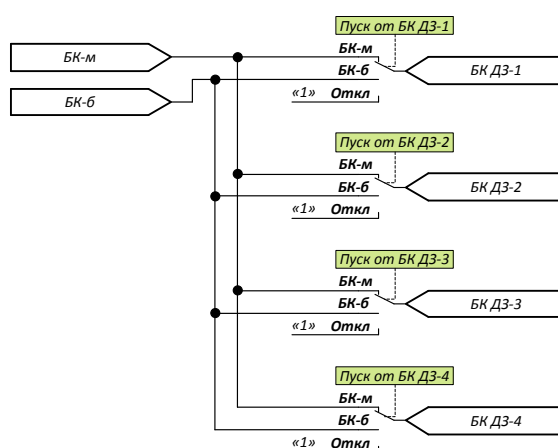 Пуск от БК ДЗ-1
БК-м
БК-м
БК-б
БК ДЗ-1
БК-б
«1» Откл
Пуск от БК ДЗ-2
БК-м
БК-б
БК ДЗ-2
«1» Откл
Пуск от БК ДЗ-3
БК-м
БК-б
БК ДЗ-3
«1» Откл
Пуск от БК ДЗ-4
БК-м
БК-б
БК ДЗ-4
«1» Откл